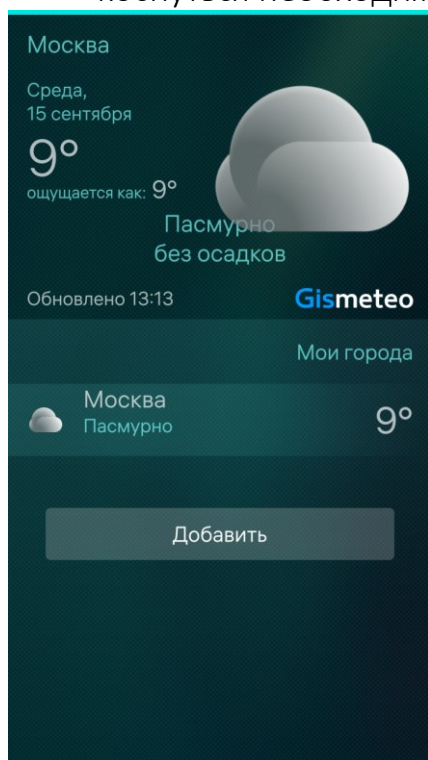 Москва
Среда,
15 сентября
9°
ощущается как: 9°
Пасмурно
без осадков
Обновлено 13:13
Gismeteo
Мои города
Москва
Пасмурно
9°
Добавить